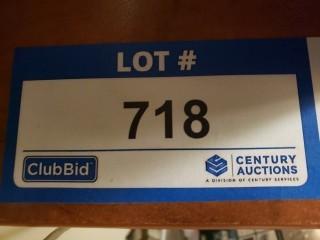 LOT #
718
ClubBid
CENTURY
AUCTIONS
A DIVISION OF CENTURY SERVICES